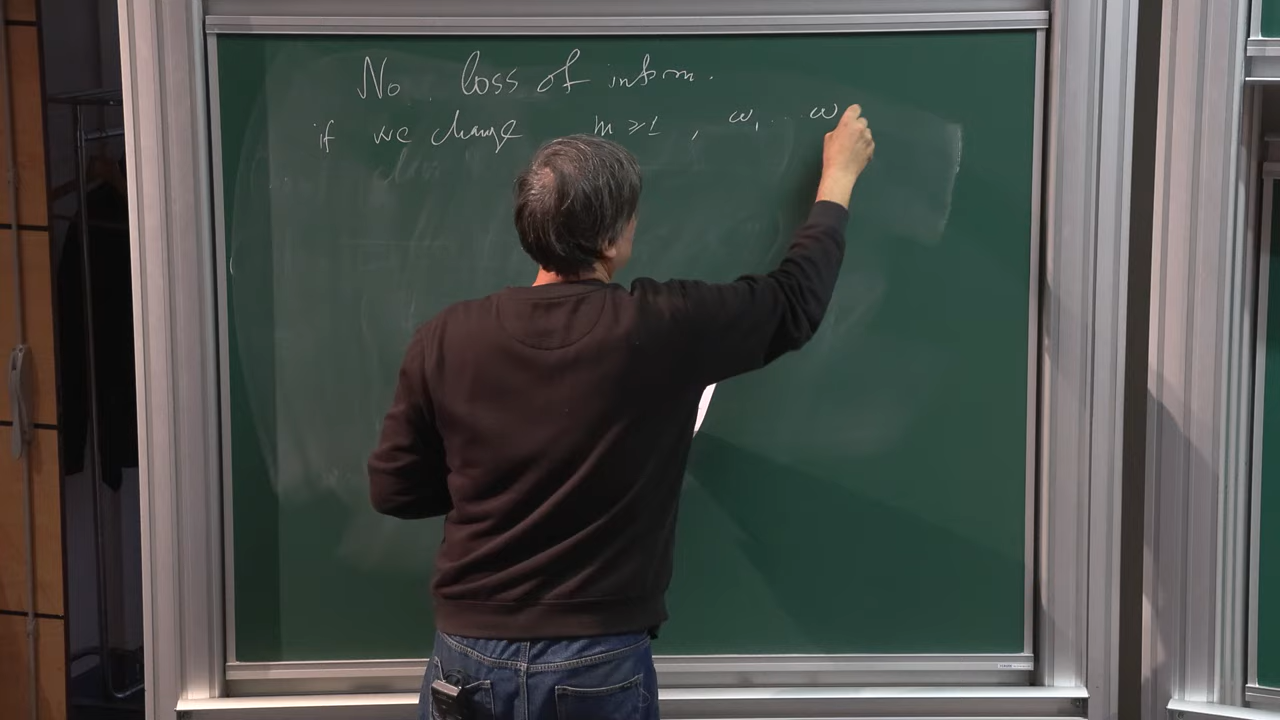 No loss of inform.
if we change m ⩾ 1 , ω₁ ... ω